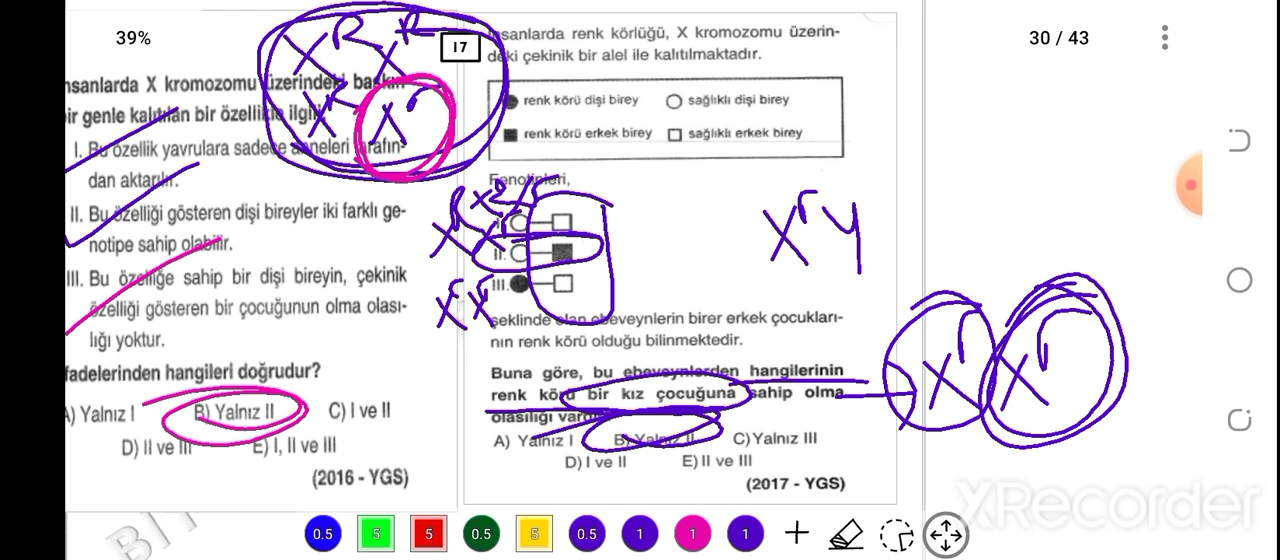 39%
30 / 43
nsanlarda X kromozomu üzerindeki baskın
bir genle kalıtılan bir özellikle ilgili
I. Bu özellik yavrulara sadece anneleri tarafın-
dan aktarılır.
II. Bu özelliği gösteren dişi bireyler iki farklı ge-
notipe sahip olabilir.
III. Bu özelliğe sahip bir dişi bireyin, çekinik
özelliği gösteren bir çocuğunun olma olası-
lığı yoktur.
fadelerinden hangileri doğrudur?
A) Yalnız I B) Yalnız II C) I ve II
D) II ve III E) I, II ve III
(2016 - YGS)
X^R X^R
X^R X^r
17
İnsanlarda renk körlüğü, X kromozomu üzerin-
deki çekinik bir alel ile kalıtılmaktadır.
renk körü dişi birey sağlıklı dişi birey
renk körü erkek birey sağlıklı erkek birey
Fenotipleri,
I.
II.
III.
X^r X^r
X^r Y
şeklinde olan ebeveynlerin birer erkek çocukları-
nın renk körü olduğu bilinmektedir.
Buna göre, bu ebeveynlerden hangilerinin
renk körü bir kız çocuğuna sahip olma
olasılığı vardır
A) Yalnız I B) Yalnız II C) Yalnız III
D) I ve II E) II ve III
(2017 - YGS)
X^r X^r
XRecorder
0.5 5 5 0.5 5 0.5 1 1 1